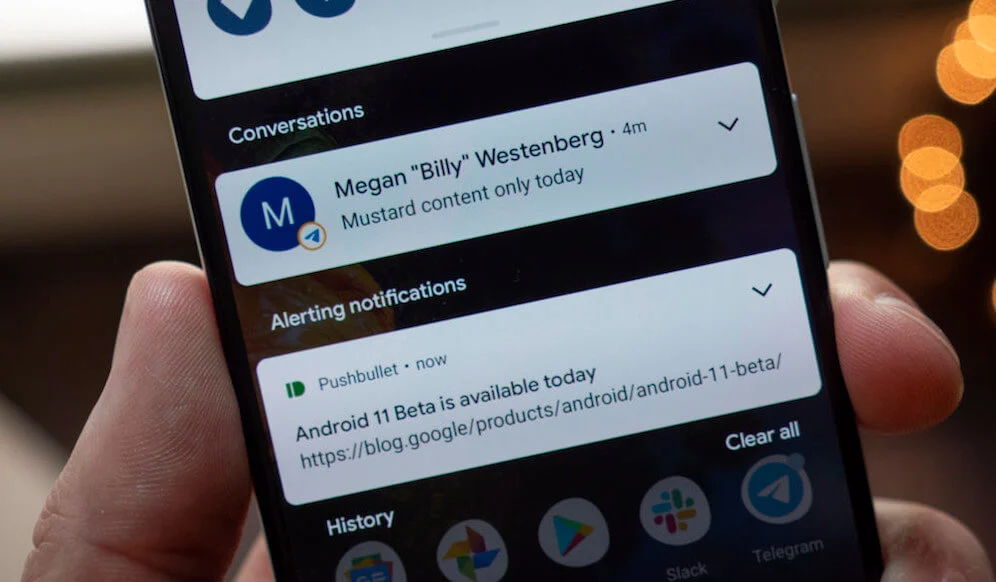 Conversations
Megan "Billy" Westenberg · 4m
Mustard content only today
M
Alerting notifications
Pushbullet · now
Android 11 Beta is available today
https://blog.google/products/android/android-11-beta/
Clear all
History
Slack
Telegram